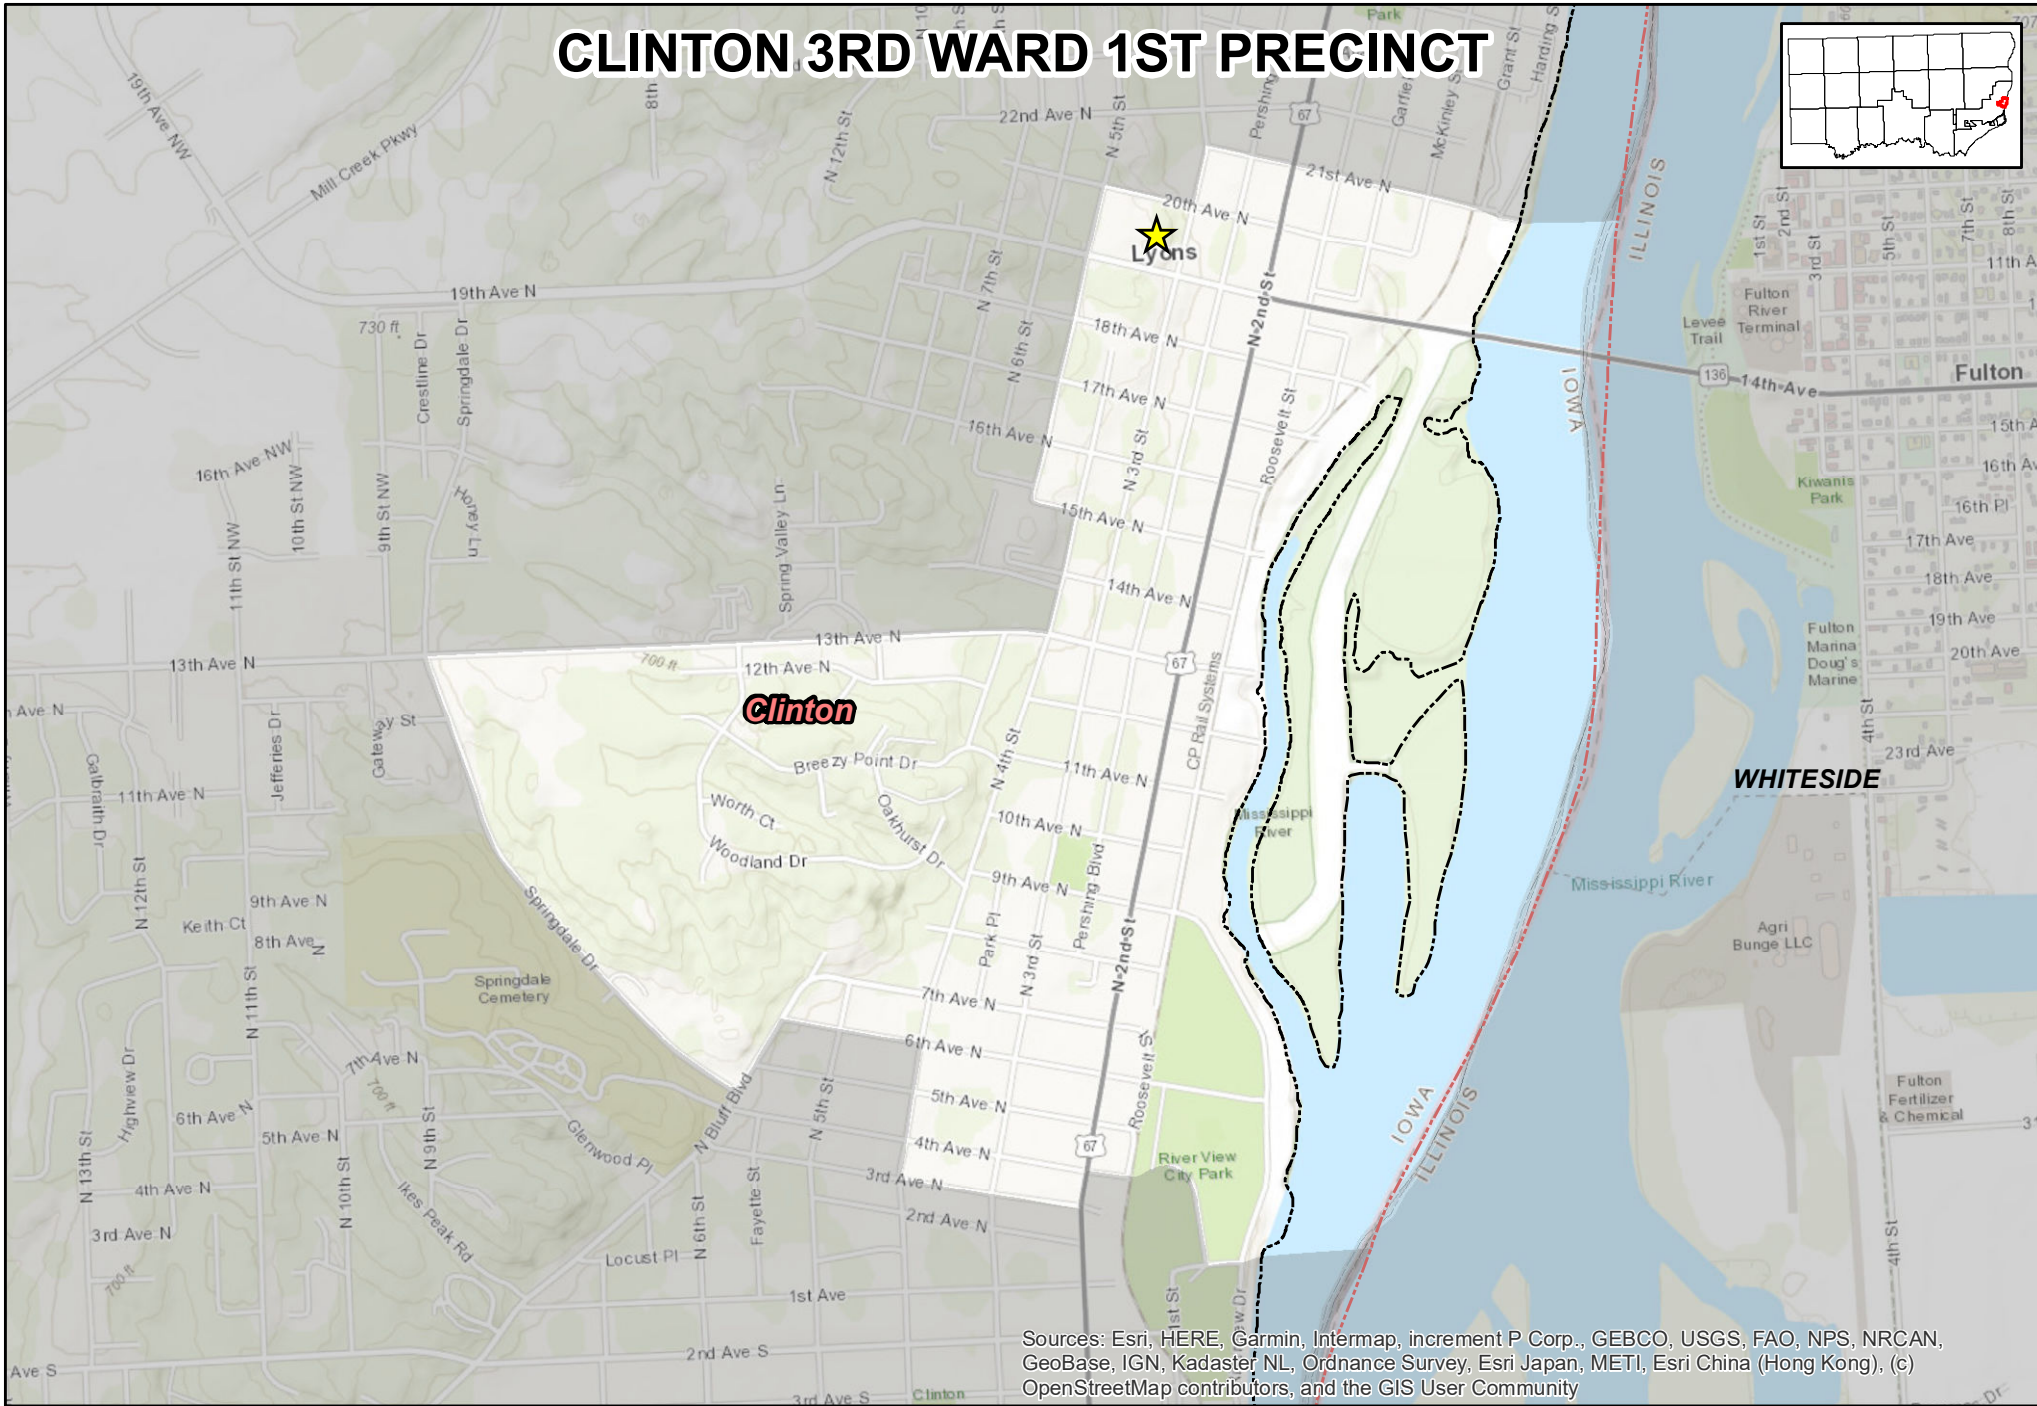 CLINTON 3RD WARD 1ST PRECINCT
Park
Grant St
Harding S
Garfie
McKinley S
Pershing
67
N 5th St
22nd Ave N
N 12th St
8th
19th Ave NW
Mill Creek Pkwy
21st Ave N
20th Ave N
Lyons
N 7th St
19th Ave N
730 ft
Crestline Dr
Springdale Dr
N 6th St
18th Ave N
N 2nd St
17th Ave N
16th Ave N
N 3rd St
Roosevelt St
15th Ave N
14th Ave N
16th Ave NW
10th St NW
9th St NW
11th St NW
Honey Ln
Spring Valley Ln
13th Ave N
13th Ave N
700 ft
12th Ave N
Clinton
67
CP Rail Systems
Ave N
Jefferies Dr
Gateway St
Galbraith Dr
11th Ave N
Breezy Point Dr
N 4th St
11th Ave N
Worth Ct
Oakhurst Dr
Woodland Dr
10th Ave N
9th Ave N
Pershing Blvd
Mississippi
River
N 12th St
9th Ave N
Keith Ct
8th Ave
N
Springdale Dr
Springdale
Cemetery
N 11th St
Park Pl
N 3rd St
N 2nd St
7th Ave N
6th Ave N
5th Ave N
4th Ave N
3rd Ave N
2nd Ave N
67
Roosevelt S
River View
City Park
Highview Dr
7th Ave N
700 ft
6th Ave N
5th Ave N
N 9th St
N 13th St
4th Ave N
N 10th St
3rd Ave N
Ikes Peak Rd
700 ft
Glenwood Pl
N Bluff Blvd
N 5th St
Fayette St
N 6th St
Locust Pl
1st Ave
2nd Ave S
3rd Ave S
Ave S
Clinton
1st St
ILLINOIS
IOWA
IOWA
ILLINOIS
136
14th Ave
Fulton
Levee
Trail
Fulton
River
Terminal
1st St
2nd St
3rd St
5th St
7th St
8th St
11th A
15th A
16th Av
Kiwanis
Park
16th Pl
17th Ave
18th Ave
19th Ave
20th Ave
Fulton
Marina
Doug's
Marine
4th St
23rd Ave
WHITESIDE
Mississippi River
Agri
Bunge LLC
Fulton
Fertilizer
& Chemical
4th St
Sources: Esri, HERE, Garmin, Intermap, increment P Corp., GEBCO, USGS, FAO, NPS, NRCAN,
GeoBase, IGN, Kadaster NL, Ordnance Survey, Esri Japan, METI, Esri China (Hong Kong), (c)
OpenStreetMap contributors, and the GIS User Community